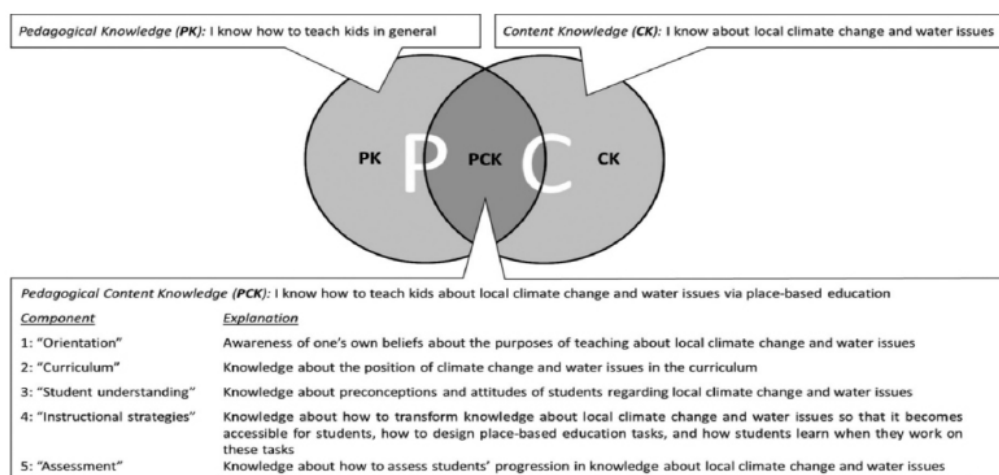 Pedagogical Knowledge (PK): I know how to teach kids in general
Content Knowledge (CK): I know about local climate change and water issues
P C
PK PCK CK
Pedagogical Content Knowledge (PCK): I know how to teach kids about local climate change and water issues via place-based education
Component Explanation
1: "Orientation" Awareness of one's own beliefs about the purposes of teaching about local climate change and water issues
2: "Curriculum" Knowledge about the position of climate change and water issues in the curriculum
3: "Student understanding" Knowledge about preconceptions and attitudes of students regarding local climate change and water issues
4: "Instructional strategies" Knowledge about how to transform knowledge about local climate change and water issues so that it becomes
accessible for students, how to design place-based education tasks, and how students learn when they work on
these tasks
5: "Assessment" Knowledge about how to assess students' progression in knowledge about local climate change and water issues